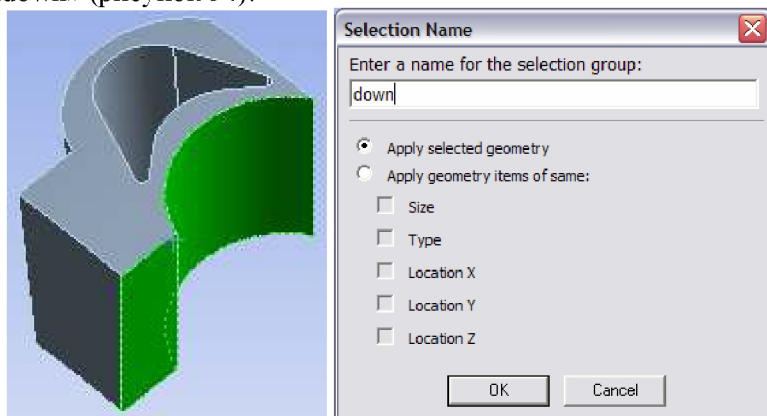 Selection Name
Enter a name for the selection group:
down
Apply selected geometry
Apply geometry items of same:
Size
Type
Location X
Location Y
Location Z
OK
Cancel